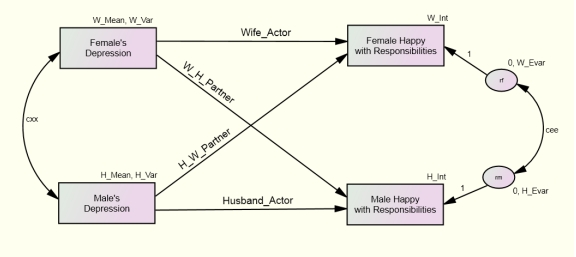 W_Mean, W_Var
W_Int
Female's
Depression
Wife_Actor
Female Happy
with Responsibilities
1
0, W_Evar
rf
W_H_Partner
cxx
cee
H_W_Partner
H_Mean, H_Var
H_Int
rm
Male's
Depression
Husband_Actor
Male Happy
with Responsibilities
1
0, H_Evar